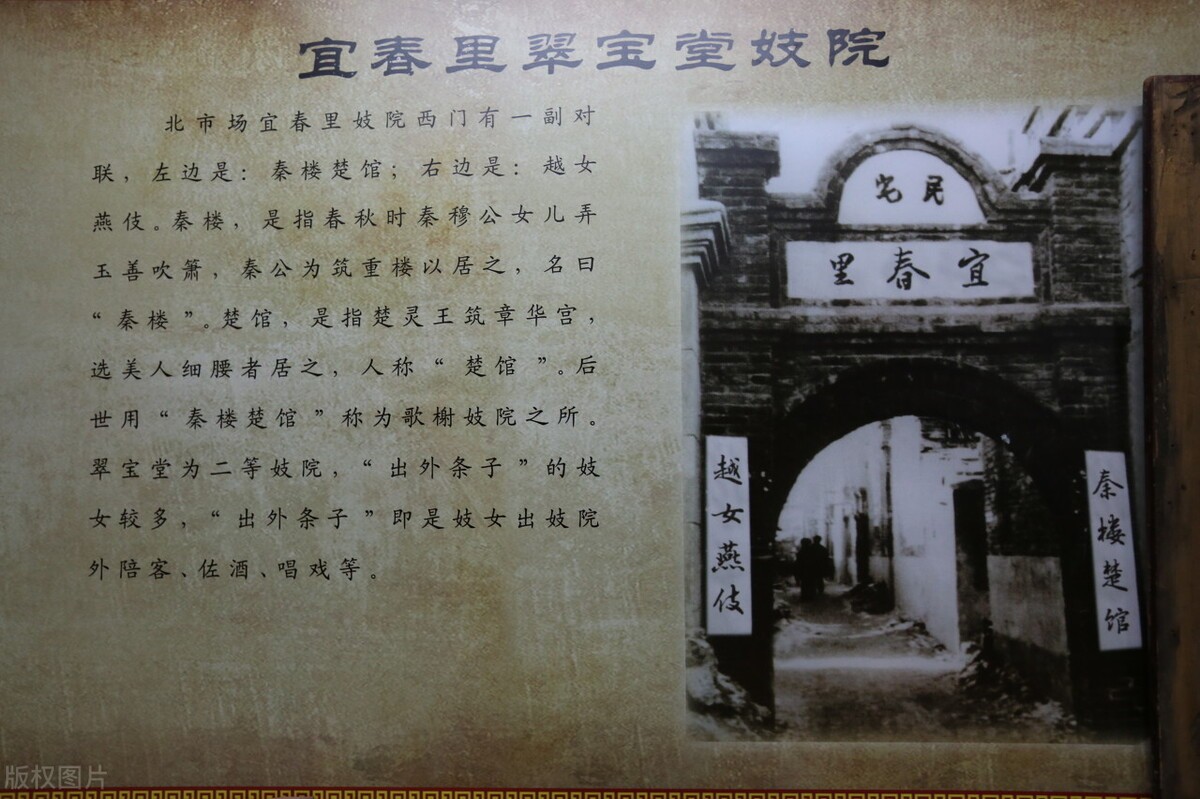 宜春里翠宝堂妓院
北市场宜春里妓院西门有一副对
联，左边是：秦楼楚馆；右边是：越女
燕伎。秦楼，是指春秋时秦穆公女儿弄
玉善吹箫，秦公为筑重楼以居之，名曰
“秦楼”。楚馆，是指楚灵王筑章华宫，
选美人细腰者居之，人称“楚馆”。后
世用“秦楼楚馆”称为歌榭妓院之所。
翠宝堂为二等妓院，“出外条子”的妓
女较多，“出外条子”即是妓女出妓院
外陪客、佐酒、唱戏等。
民宅
宜春里
秦楼楚馆
越女燕伎
版权图片